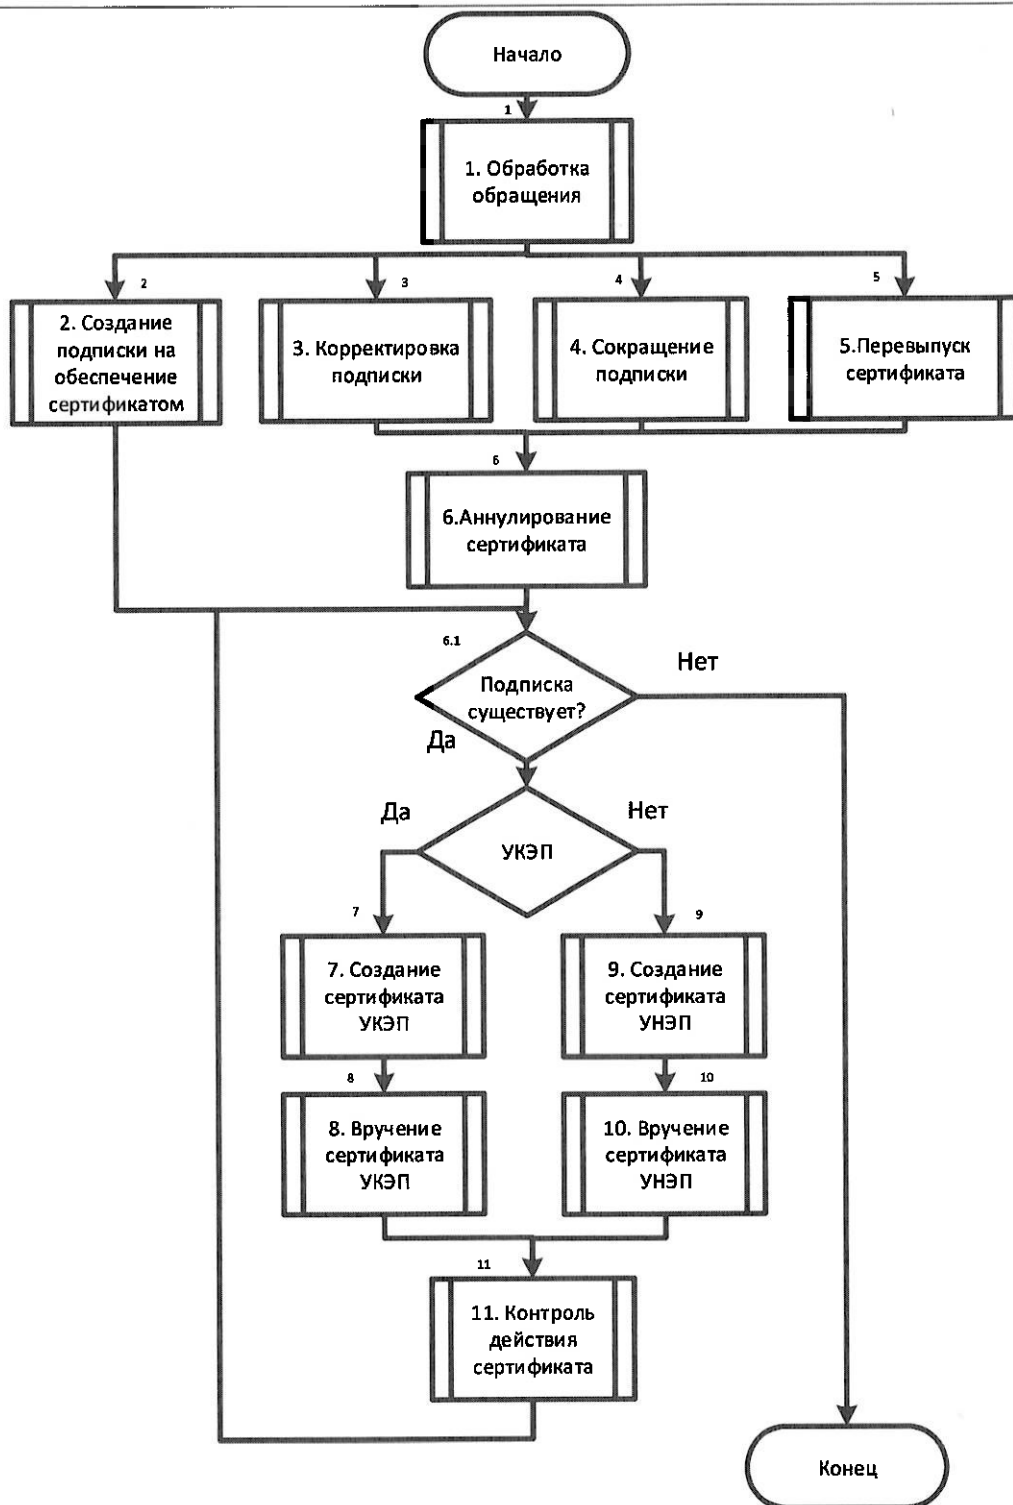 Начало
1
1. Обработка
обращения
2
3
4
5
2. Создание
подписки на
обеспечение
сертификатом
3. Корректировка
подписки
4. Сокращение
подписки
5.Перевыпуск
сертификата
6
6.Аннулирование
сертификата
6.1
Нет
Подписка
существует?
Да
Да
Нет
УКЭП
7
9
7. Создание
сертификата
УКЭП
9. Создание
сертификата
УНЭП
8
10
8. Вручение
сертификата
УКЭП
10. Вручение
сертификата
УНЭП
11
11. Контроль
действия
сертификата
Конец